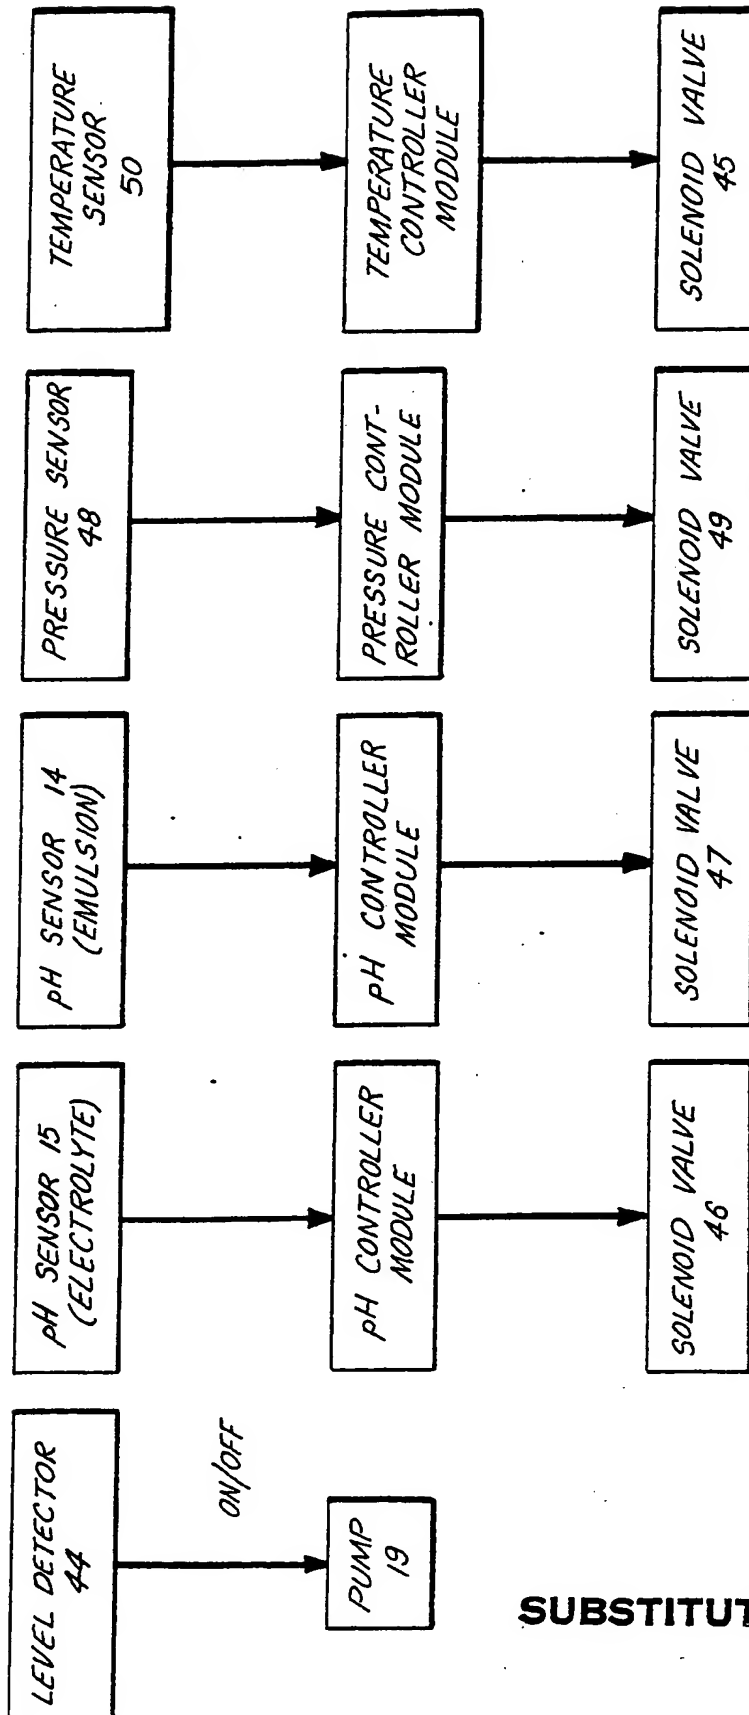 LEVEL DETECTOR
44
ON/OFF
PUMP
19
pH SENSOR 15
(ELECTROLYTE)
pH CONTROLLER
MODULE
SOLENOID VALVE
46
pH SENSOR 14
(EMULSION)
pH CONTROLLER
MODULE
SOLENOID VALVE
47
PRESSURE SENSOR
48
PRESSURE CONT-
ROLLER MODULE
SOLENOID VALVE
49
TEMPERATURE
SENSOR
50
TEMPERATURE
CONTROLLER
MODULE
SOLENOID VALVE
45
SUBSTITUT